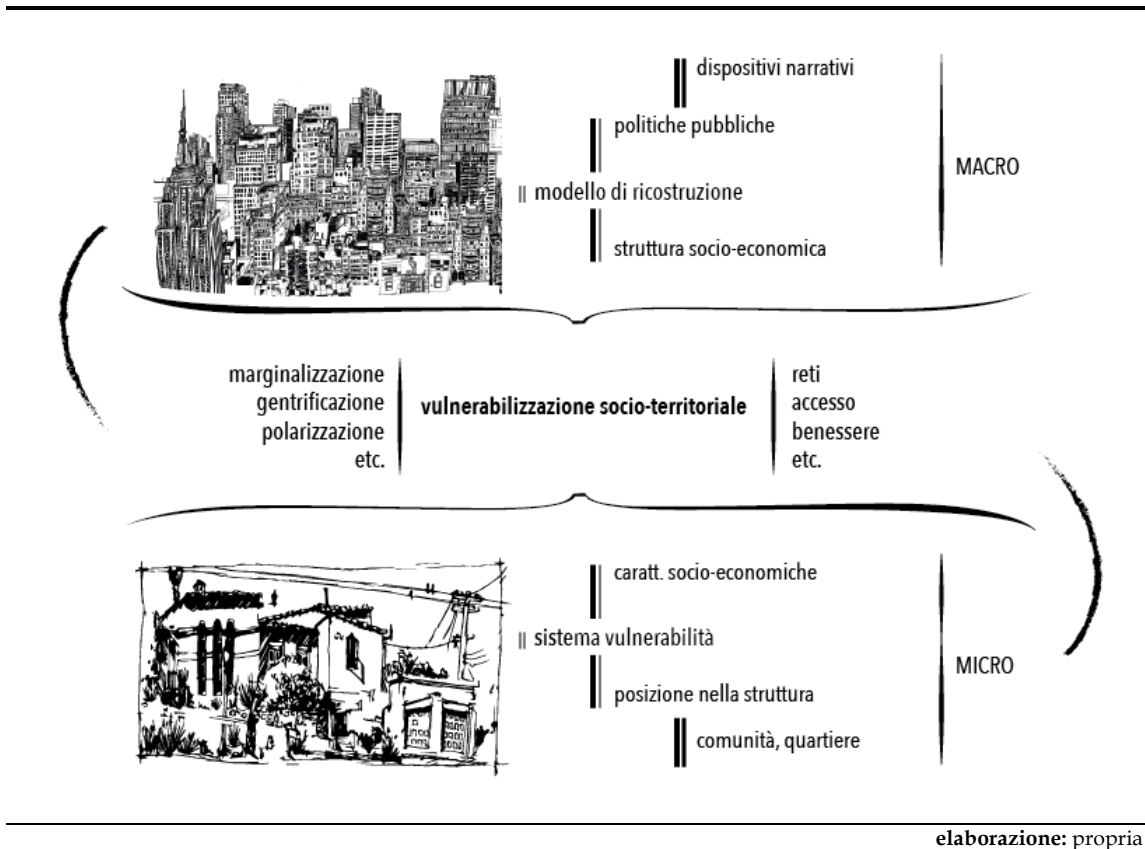 dispositivi narrativi
politiche pubbliche
MACRO
modello di ricostruzione
struttura socio-economica
marginalizzazione
gentrificazione
polarizzazione
etc.
vulnerabilizzazione socio-territoriale
reti
accesso
benessere
etc.
caratt. socio-economiche
sistema vulnerabilità
MICRO
posizione nella struttura
comunità, quartiere
elaborazione: propria